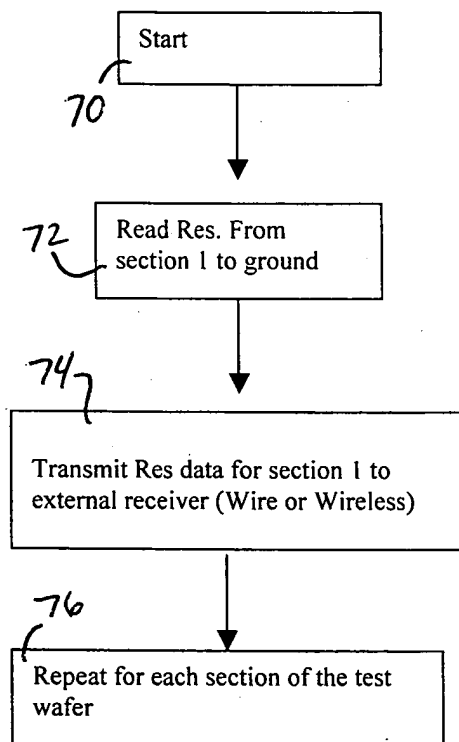 Start
70
72
Read Res. From
section 1 to ground
74
Transmit Res data for section 1 to
external receiver (Wire or Wireless)
76
Repeat for each section of the test
wafer